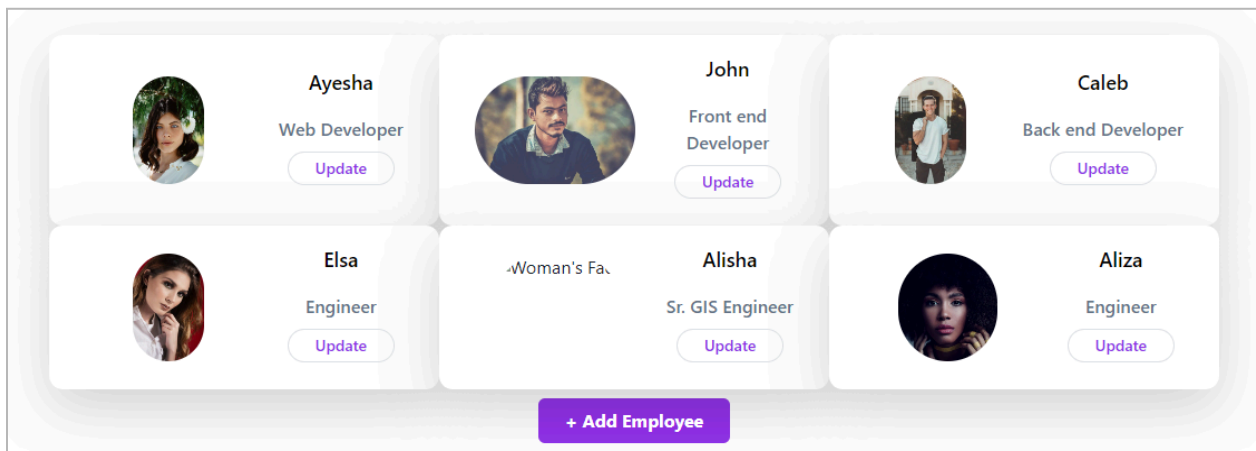 Ayesha
Web Developer
Update
John
Front end
Developer
Update
Caleb
Back end Developer
Update
Elsa
Engineer
Update
Woman's
Alisha
Sr. GIS Engineer
Update
Aliza
Engineer
Update
+ Add Employee